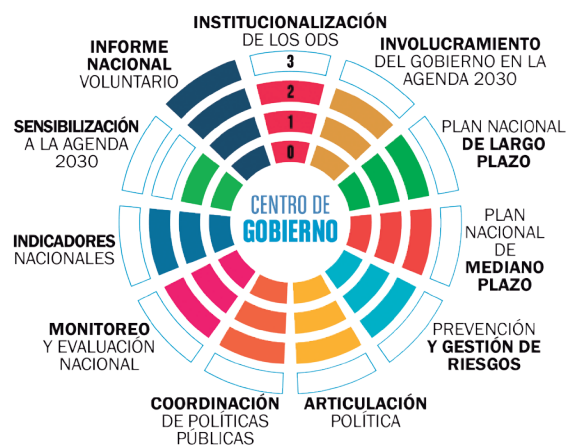 INSTITUCIONALIZACIÓN
DE LOS ODS
INVOLUCRAMIENTO
DEL GOBIERNO EN LA
AGENDA 2030
PLAN NACIONAL
DE LARGO
PLAZO
PLAN
NACIONAL
DE
MEDIANO
PLAZO
PREVENCIÓN
Y GESTIÓN DE
RIESGOS
ARTICULACIÓN
POLÍTICA
COORDINACIÓN
DE POLÍTICAS
PÚBLICAS
MONITOREO
Y EVALUACIÓN
NACIONAL
INDICADORES
NACIONALES
SENSIBILIZACIÓN
A LA AGENDA
2030
INFORME
NACIONAL
VOLUNTARIO
3
2
1
0
CENTRO DE
GOBIERNO